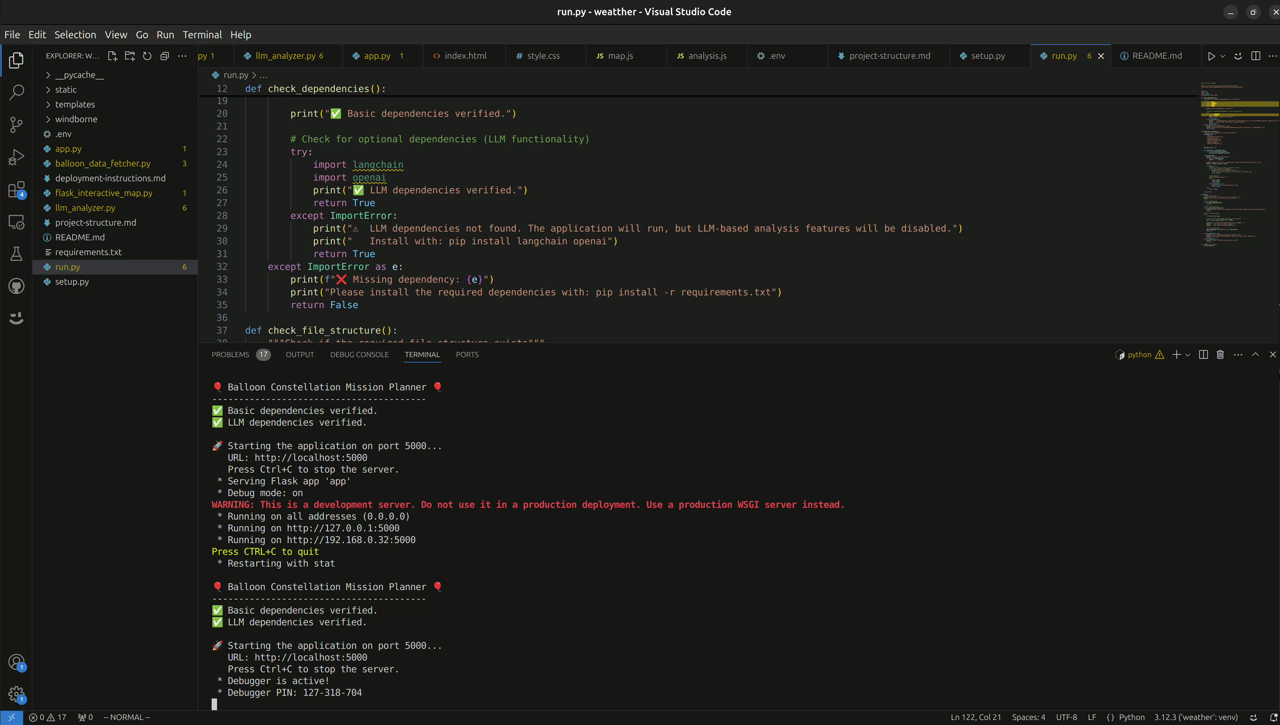 run.py - weatther - Visual Studio Code
File Edit Selection View Go Run Terminal Help
EXPLORER: W...
py 1 llm_analyzer.py 6 app.py 1 index.html style.css JS map.js JS analysis.js .env project-structure.md setup.py run.py 6 README.md
__pycache__
static
templates
windborne
.env
app.py 1
balloon_data_fetcher.py 3
deployment-instructions.md
flask_interactive_map.py 1
llm_analyzer.py 6
project-structure.md
README.md
requirements.txt
run.py 6
setup.py
4
run.py > ...
12 def check_dependencies():
19
20 print("✅ Basic dependencies verified.")
21
22 # Check for optional dependencies (LLM functionality)
23 try:
24 import langchain
25 import openai
26 print("✅ LLM dependencies verified.")
27 return True
28 except ImportError:
29 print("⚠ LLM dependencies not found. The application will run, but LLM-based analysis features will be disabled.")
30 print("   Install with: pip install langchain openai")
31 return True
32 except ImportError as e:
33 print(f"❌ Missing dependency: {e}")
34 print("Please install the required dependencies with: pip install -r requirements.txt")
35 return False
36
37 def check_file_structure():
38 """Check if the required file structure exists"""
PROBLEMS 17 OUTPUT DEBUG CONSOLE TERMINAL PORTS
python
🎈 Balloon Constellation Mission Planner 🎈
----------------------------------------
✅ Basic dependencies verified.
✅ LLM dependencies verified.
🚀 Starting the application on port 5000...
URL: http://localhost:5000
Press Ctrl+C to stop the server.
* Serving Flask app 'app'
* Debug mode: on
WARNING: This is a development server. Do not use it in a production deployment. Use a production WSGI server instead.
* Running on all addresses (0.0.0.0)
* Running on http://127.0.0.1:5000
* Running on http://192.168.0.32:5000
Press CTRL+C to quit
* Restarting with stat
🎈 Balloon Constellation Mission Planner 🎈
----------------------------------------
✅ Basic dependencies verified.
✅ LLM dependencies verified.
🚀 Starting the application on port 5000...
URL: http://localhost:5000
Press Ctrl+C to stop the server.
* Debugger is active!
* Debugger PIN: 127-318-704
1
1
0 17 0 -- NORMAL -- Ln 122, Col 21 Spaces: 4 UTF-8 LF {} Python 3.12.3 ('weather': venv)